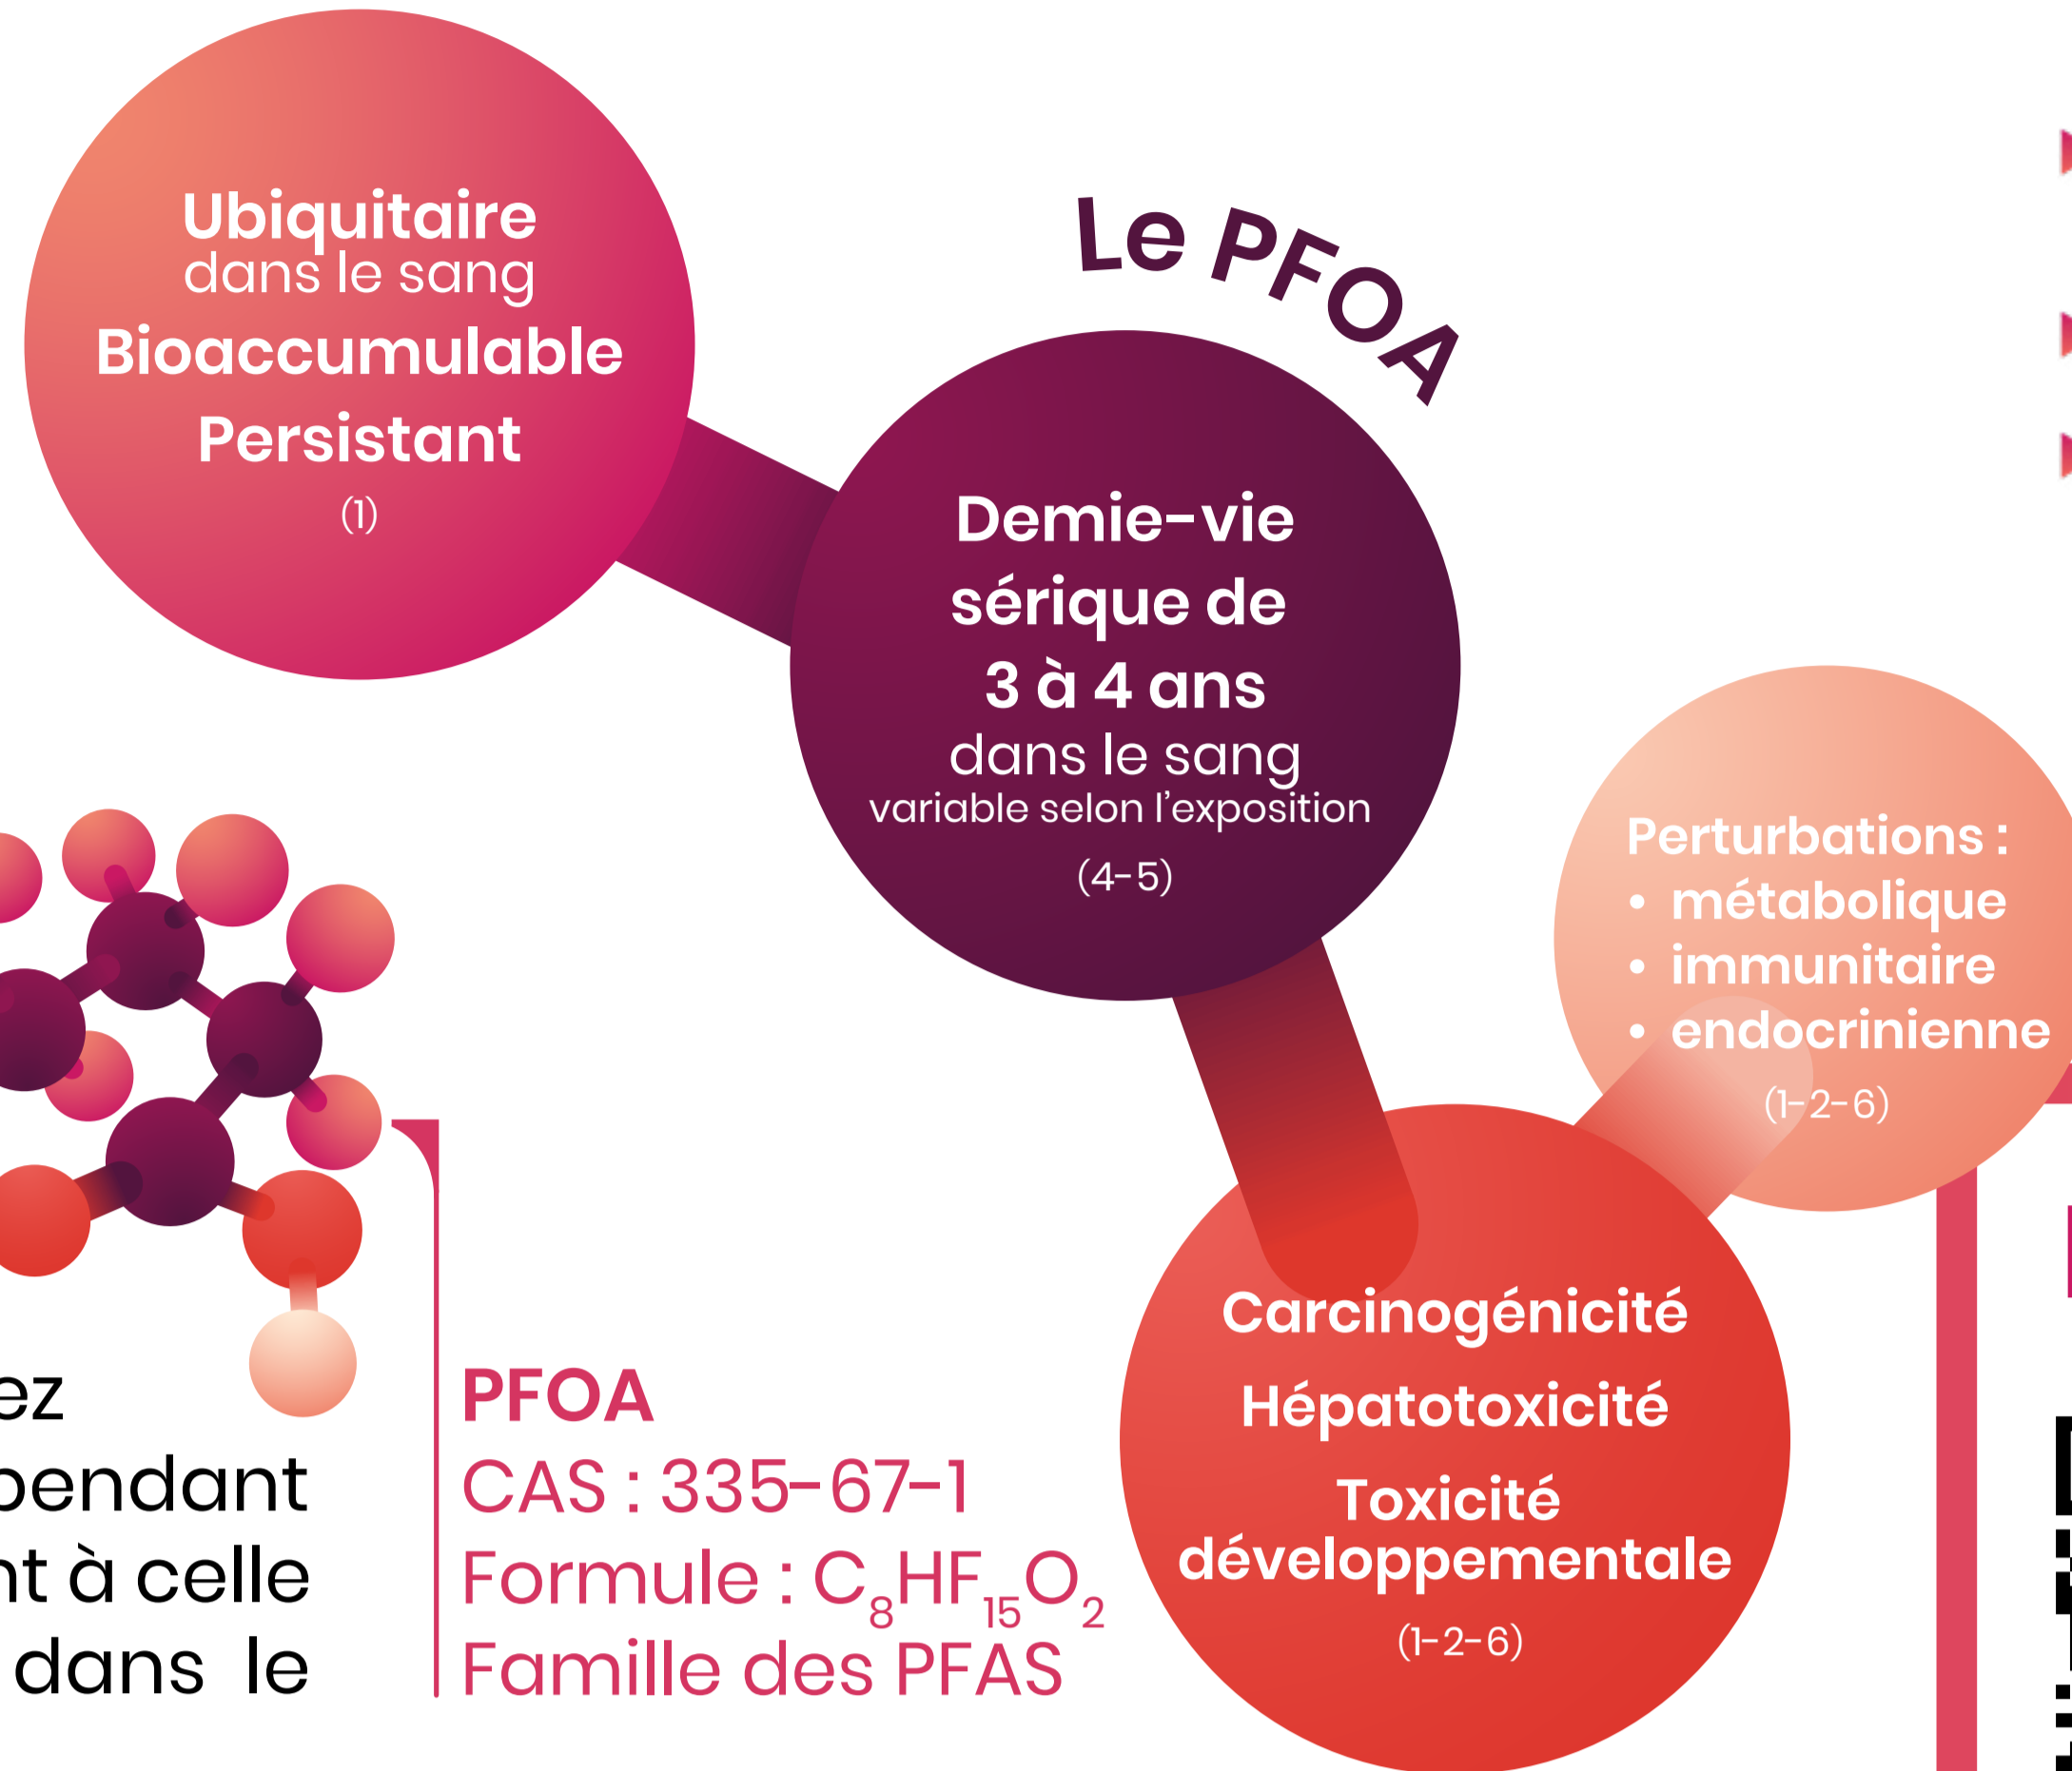 Ubiquitaire
dans le sang
Bioaccumulable
Persistant
(1)
Le PFOA
Demie-vie
sérique de
3 à 4 ans
dans le sang
variable selon l'exposition
(4-5)
Perturbations :
• métabolique
• immunitaire
• endocrinienne
(1-2-6)
Carcinogénicité
Hépatotoxicité
Toxicité
développementale
(1-2-6)
ez
pendant
nt à celle
dans le
PFOA
CAS : 335-67-1
Formule : C₈HF₁₅O₂
Famille des PFAS